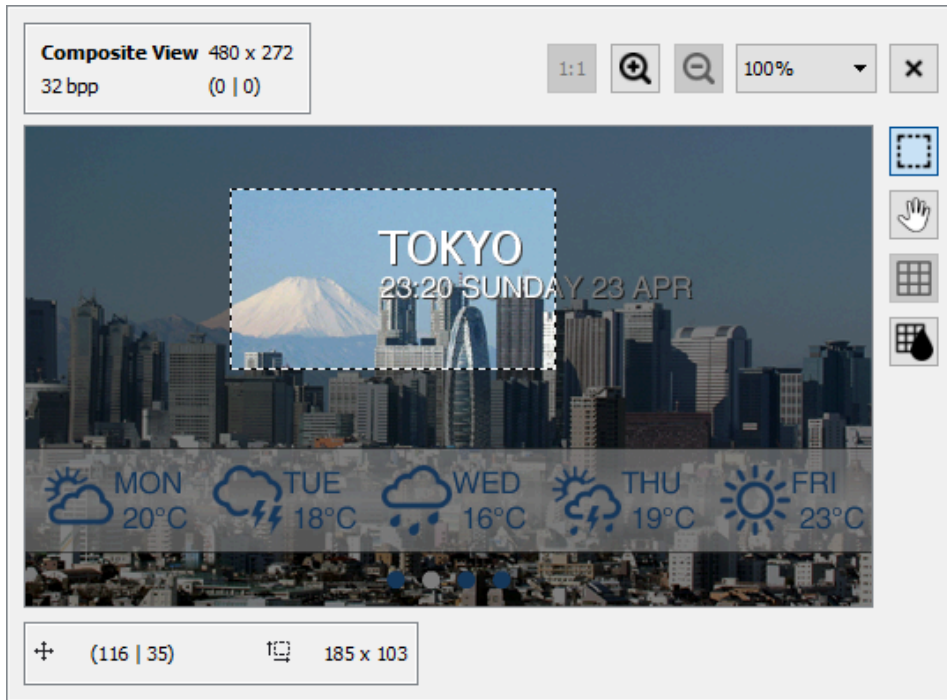 Composite View 480 x 272
32 bpp (0 | 0)
1:1 100%
TOKYO
23:20 SUNDAY 23 APR
MON TUE WED THU FRI
20°C 18°C 16°C 19°C 23°C
(116 | 35) 185 x 103